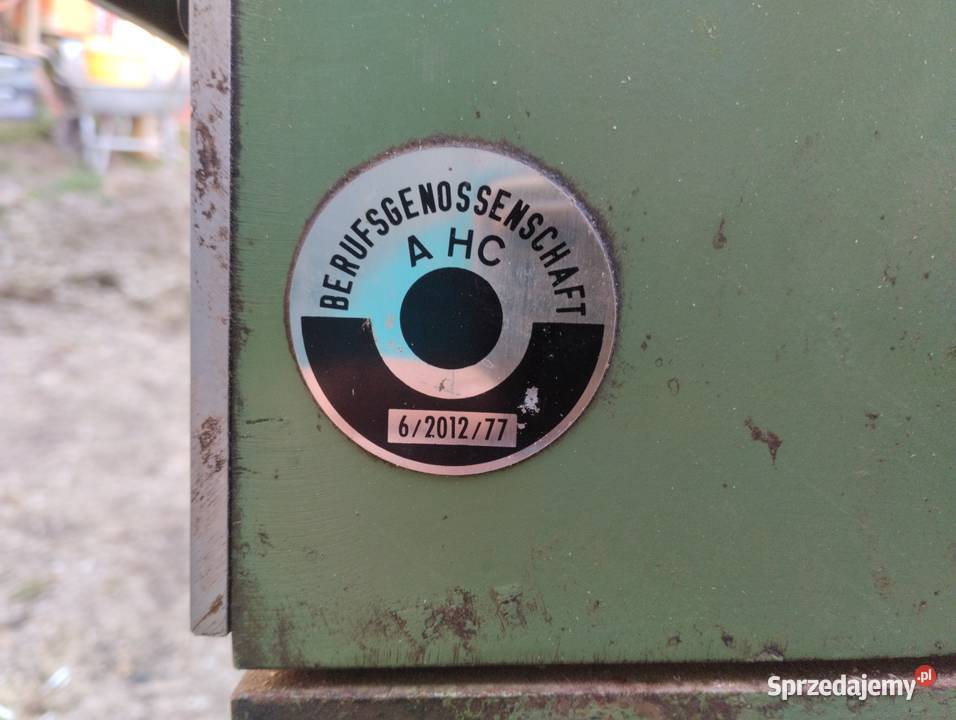 BERUFSGENOSSENSCHAFT
A HC
6/2012/77
Sprzedajemy.pl